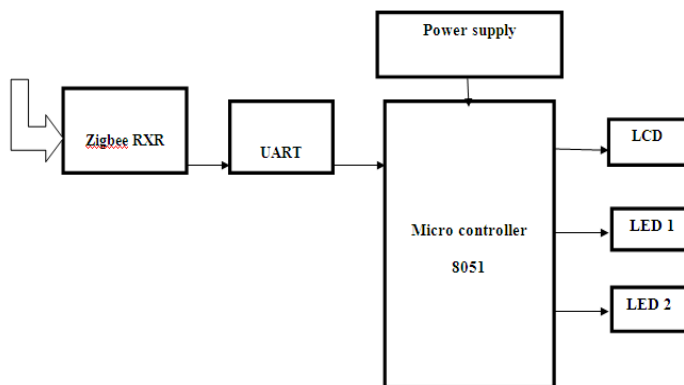 Power supply
Zigbee RXR
UART
Micro controller
8051
LCD
LED 1
LED 2